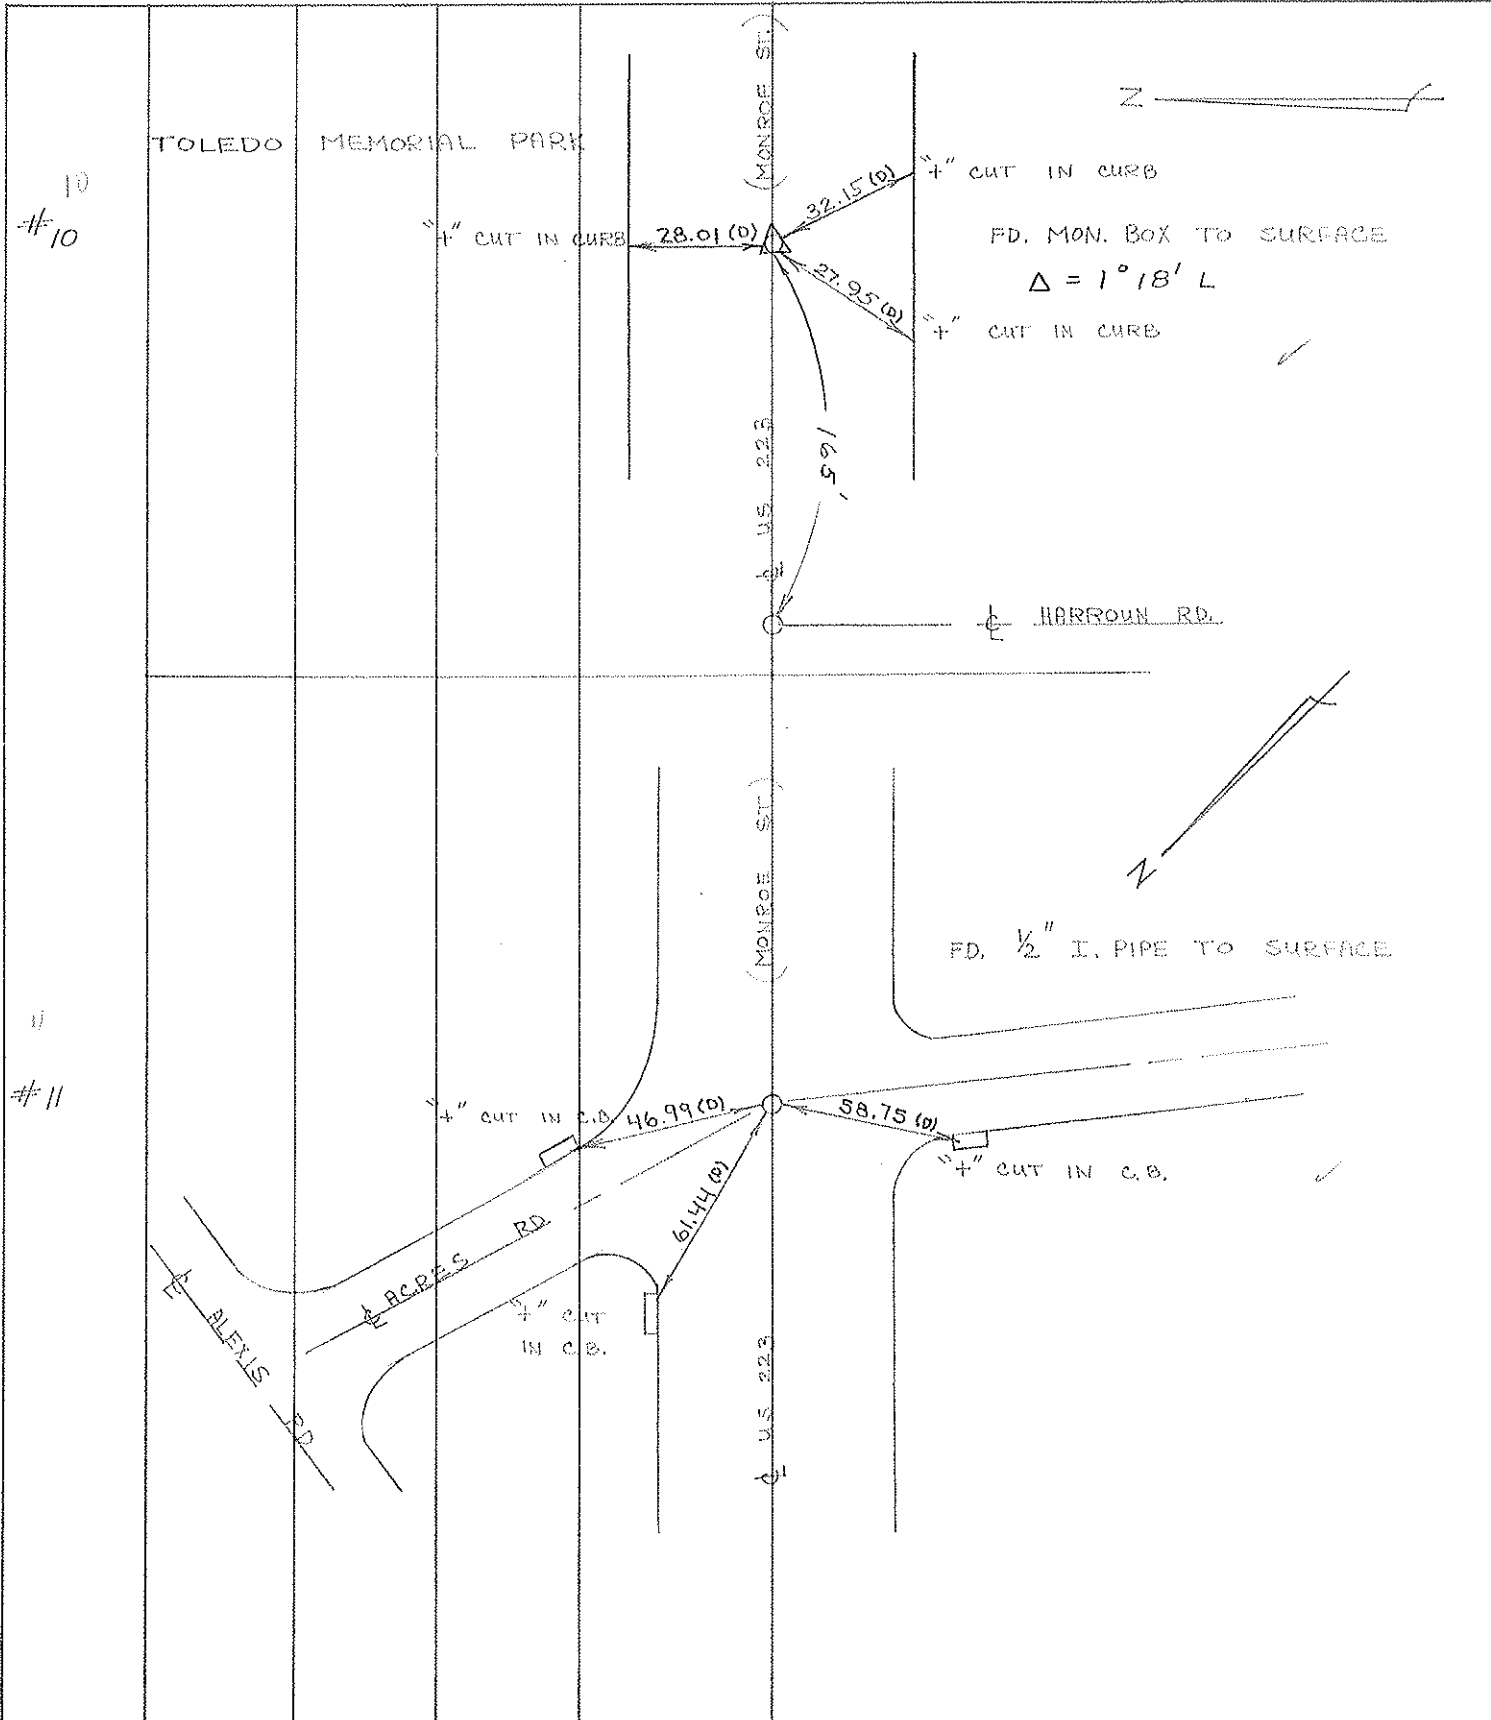 (MONROE ST.)
N
TOLEDO MEMORIAL PARK
10
#10
"+" CUT IN CURB
32.15 (D)
"+" CUT IN CURB
28.01 (D)
FD. MON. BOX TO SURFACE
Δ = 1° 18' L
27.95 (D)
"+" CUT IN CURB
165'
℄ US 223
℄ HARROUN RD.
N
(MONROE ST.)
FD. 1/2" I. PIPE TO SURFACE
11
#11
"+" CUT IN C.B.
46.99 (D)
58.75 (D)
"+" CUT IN C.B.
61.44 (D)
℄ ACRES RD.
"+" CUT
IN C.B.
℄ ALEXIS RD
℄ US 223